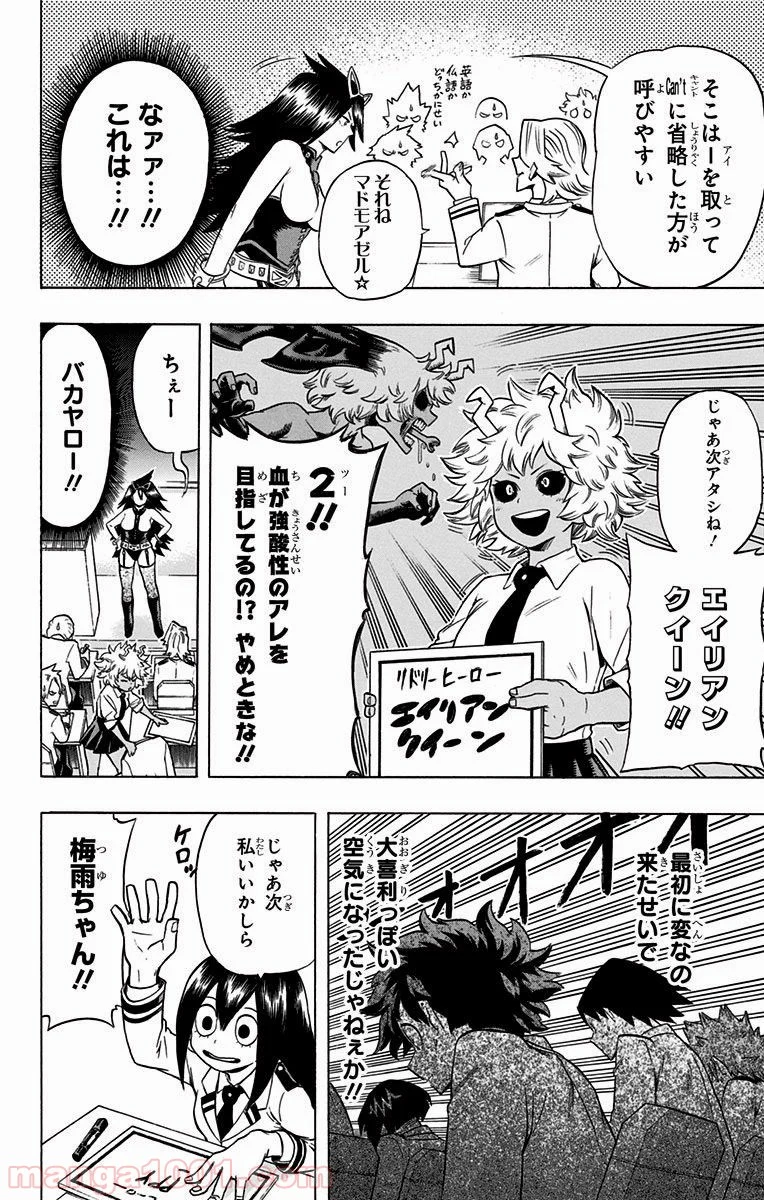 そこはIを取って
Can'tに省略した方が
呼びやすい
英語か
仏語か
どっちかにせい
それね
マドモアゼル☆
なァァ…!!
これは…!!
じゃあ次アタシね!
エイリアン
クイーン!!
リドリーヒーロー
エイリアン
クイーン
2!!
血が強酸性のアレを
目指してるの!?やめときな!!
ちぇー
バカヤロー!!
最初に変なの
来たせいで
大喜利っぽい
空気になったじゃねぇか!!
オオオ
じゃあ次
私いいかしら
ケロッ
梅雨ちゃん!!
manga1001.com